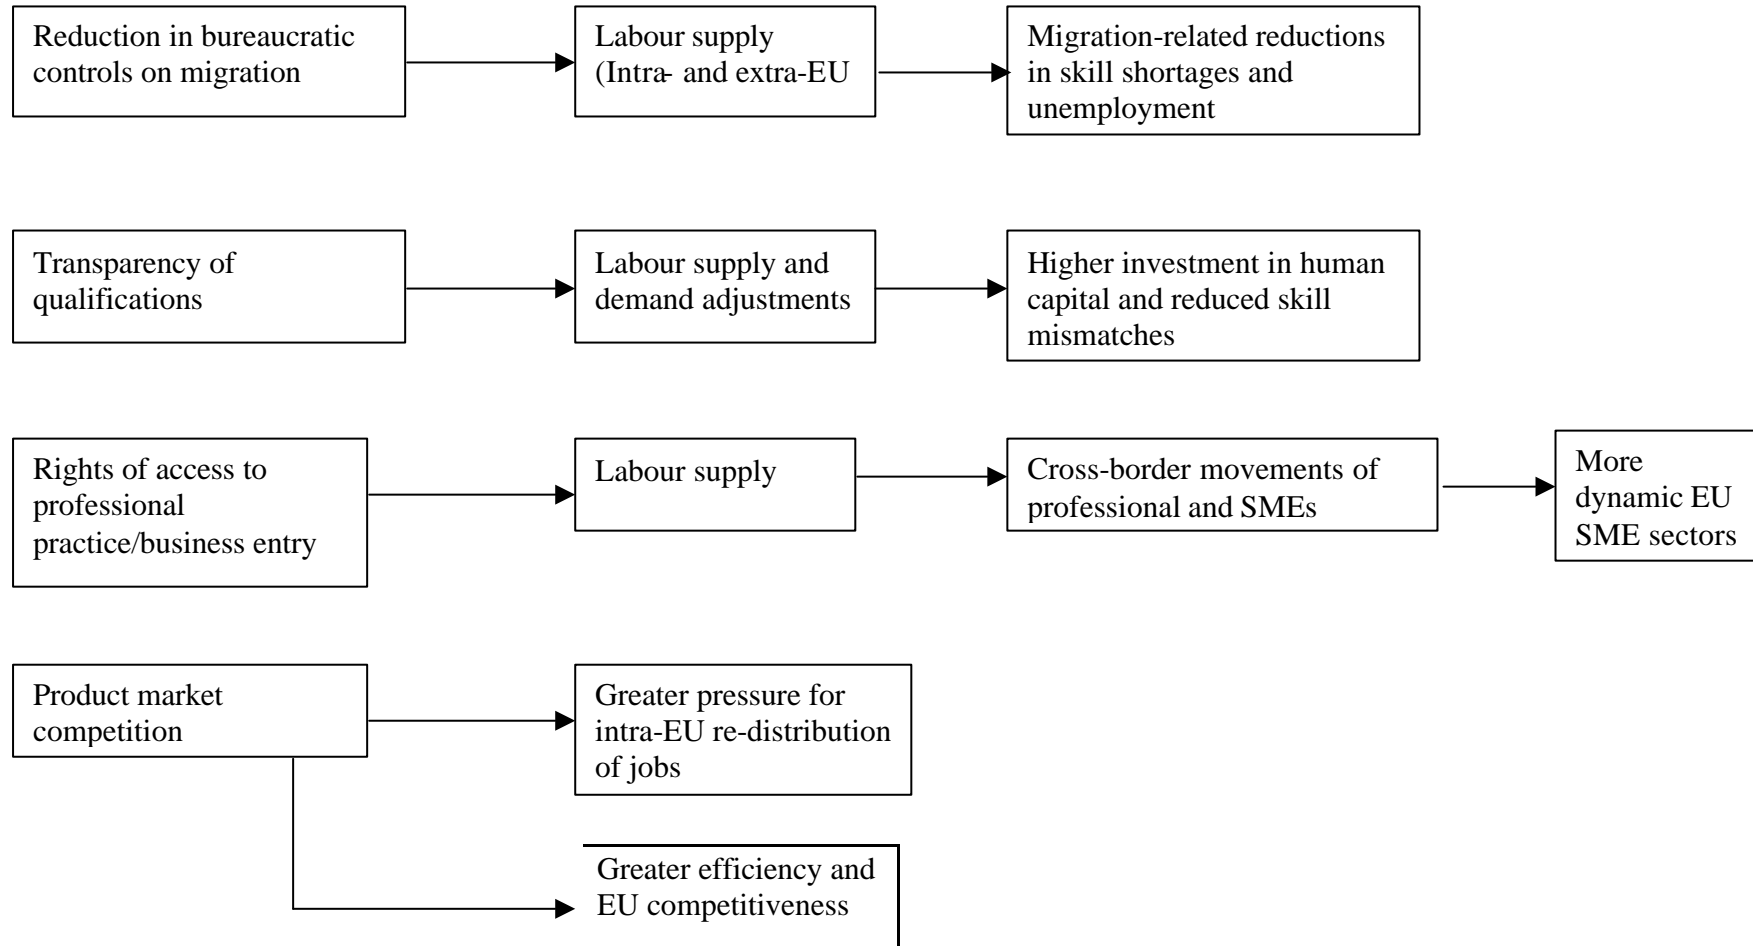 Reduction in bureaucratic
controls on migration
Labour supply
(Intra- and extra-EU
Migration-related reductions
in skill shortages and
unemployment
Transparency of
qualifications
Labour supply and
demand adjustments
Higher investment in human
capital and reduced skill
mismatches
Rights of access to
professional
practice/business entry
Labour supply
Cross-border movements of
professional and SMEs
More
dynamic EU
SME sectors
Product market
competition
Greater pressure for
intra-EU re-distribution
of jobs
Greater efficiency and
EU competitiveness